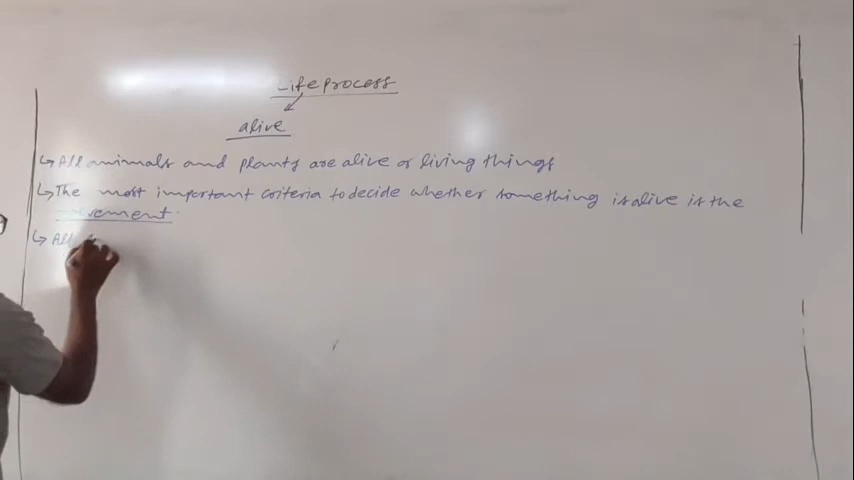 Life process
alive
↳ All animals and plants are alive or living things
↳ The most important criteria to decide whether something is alive is the
movement.
↳ All